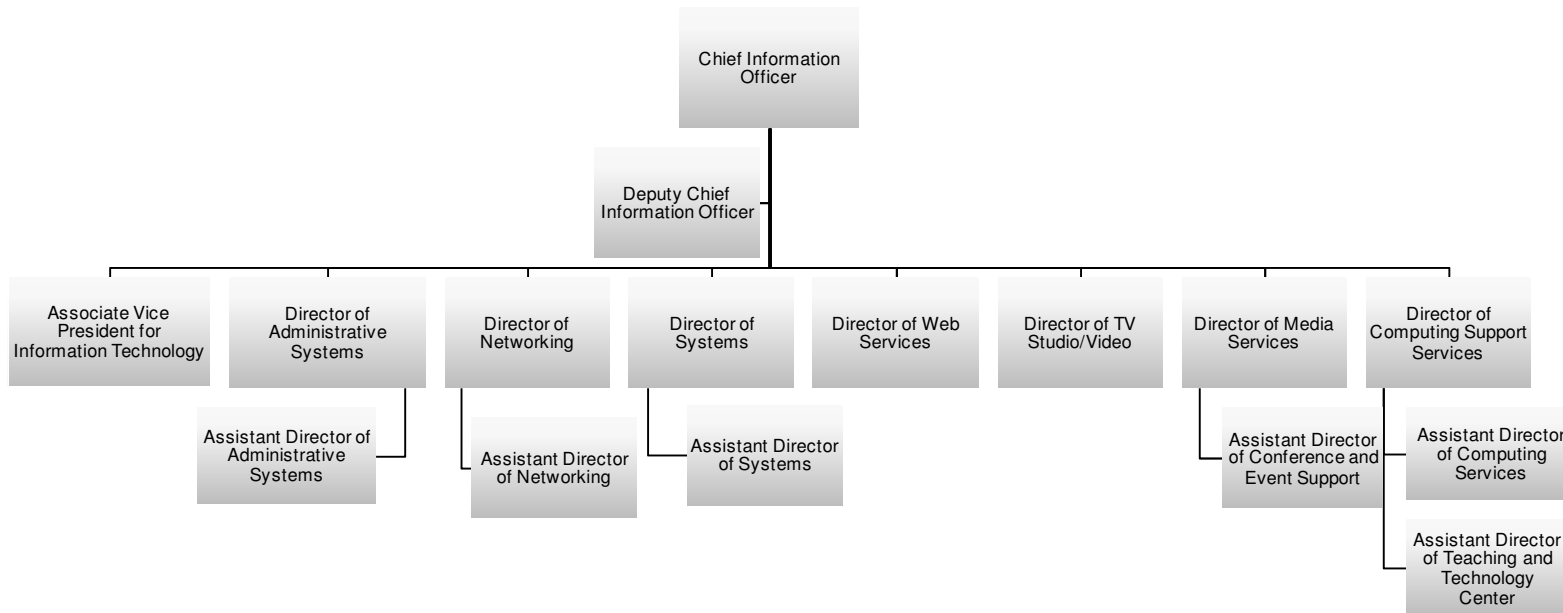 Chief Information
Officer
Deputy Chief
Information Officer
Associate Vice
President for
Information Technology
Director of
Administrative
Systems
Director of
Networking
Director of
Systems
Director of Web
Services
Director of TV
Studio/Video
Director of Media
Services
Director of
Computing Support
Services
Assistant Director of
Administrative
Systems
Assistant Director
of Networking
Assistant Director
of Systems
Assistant Director
of Conference and
Event Support
Assistant Director
of Computing
Services
Assistant Director
of Teaching and
Technology
Center